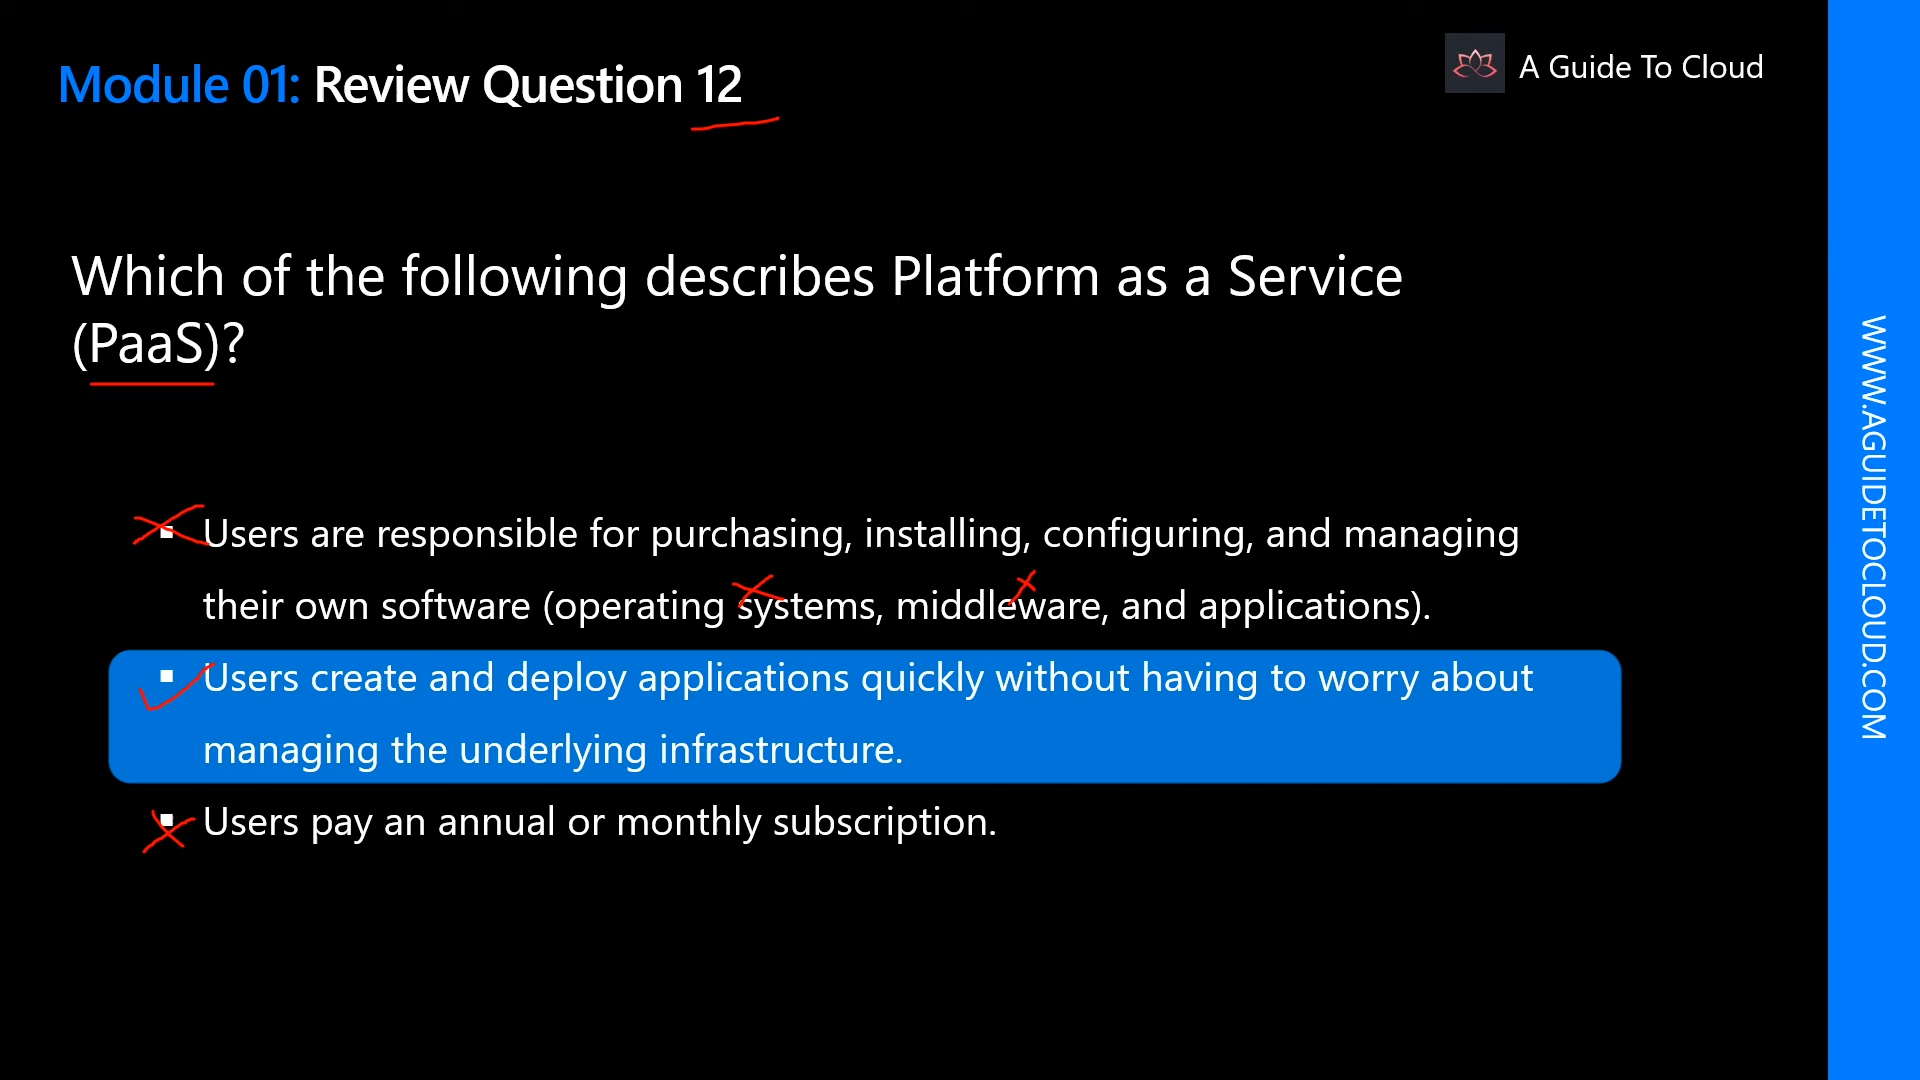 Module 01: Review Question 12
A Guide To Cloud
Which of the following describes Platform as a Service
(PaaS)?
▪ Users are responsible for purchasing, installing, configuring, and managing
their own software (operating systems, middleware, and applications).
▪ Users create and deploy applications quickly without having to worry about
managing the underlying infrastructure.
▪ Users pay an annual or monthly subscription.
WWW.AGUIDETOCLOUD.COM